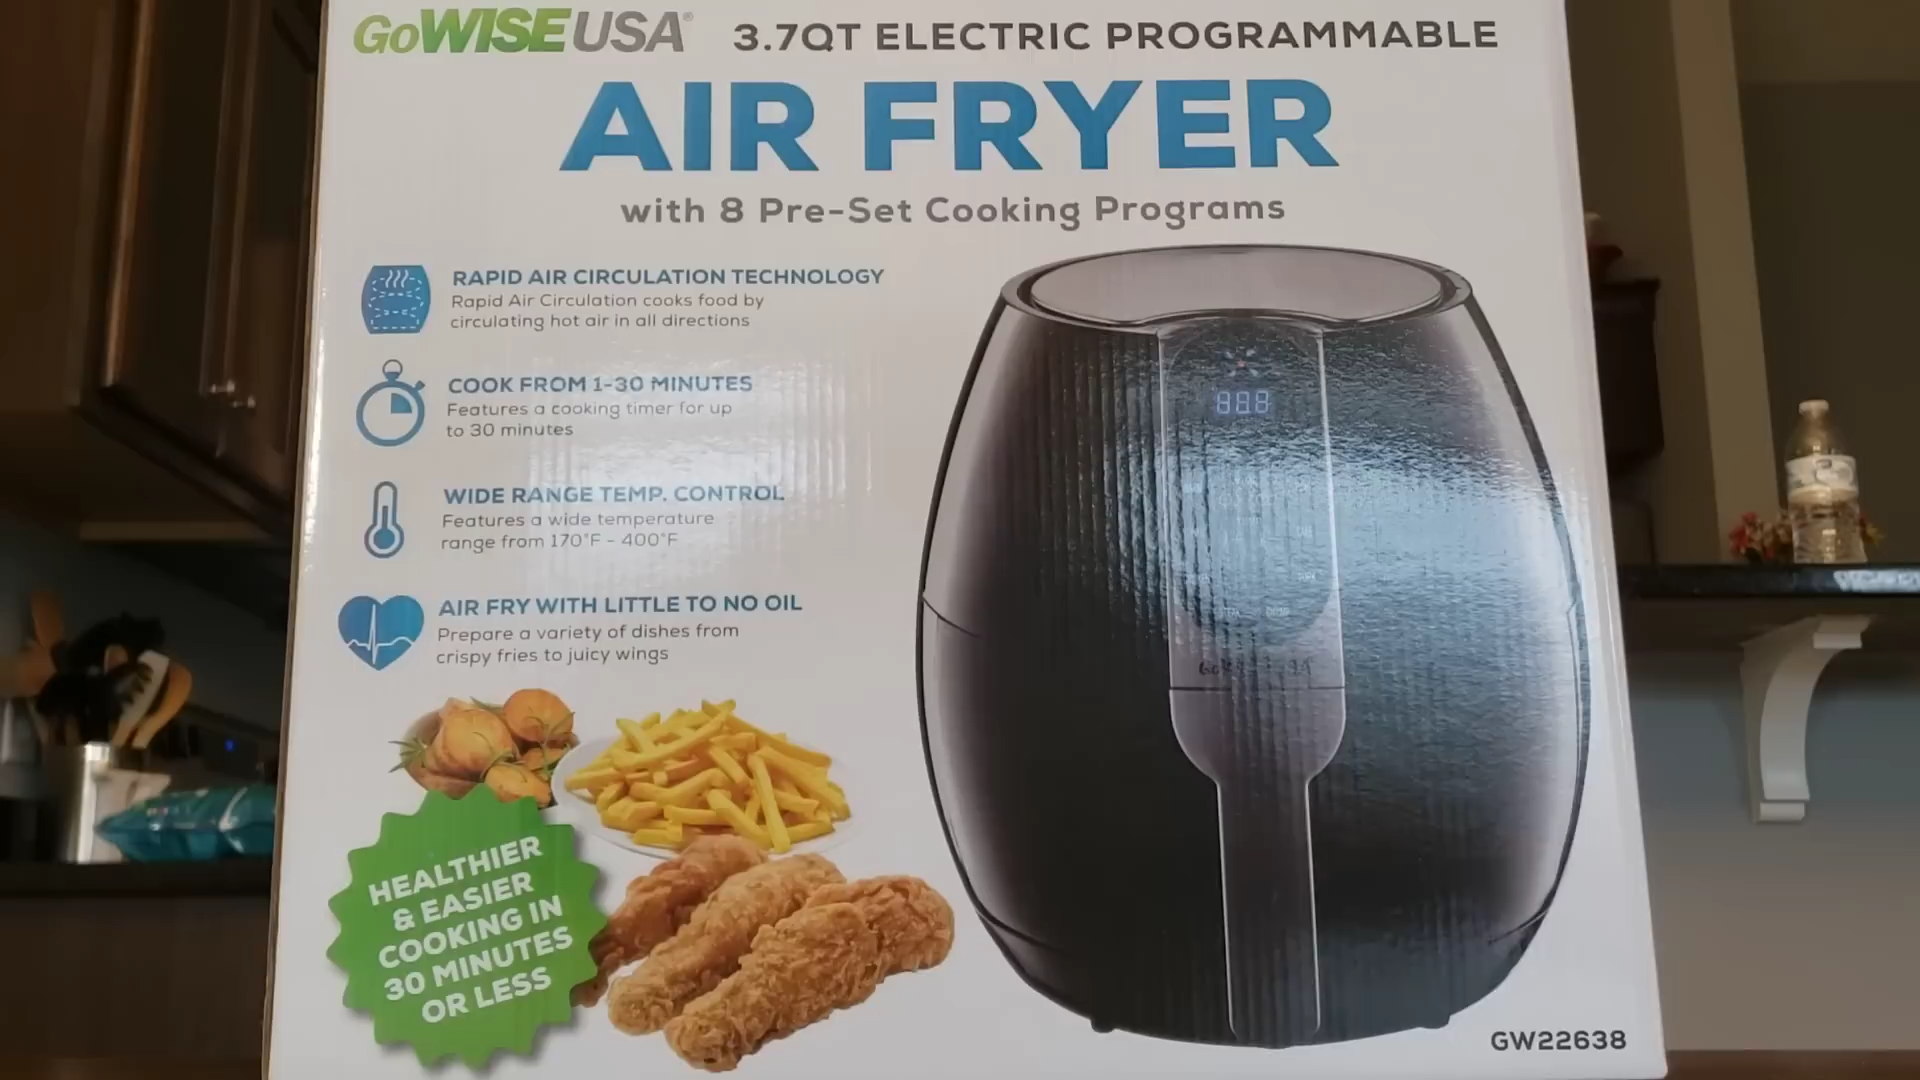 GoWISE USA®
3.7QT ELECTRIC PROGRAMMABLE
AIR FRYER
with 8 Pre-Set Cooking Programs
RAPID AIR CIRCULATION TECHNOLOGY
Rapid Air Circulation cooks food by
circulating hot air in all directions
COOK FROM 1-30 MINUTES
Features a cooking timer for up
to 30 minutes
WIDE RANGE TEMP. CONTROL
Features a wide temperature
range from 170°F - 400°F
AIR FRY WITH LITTLE TO NO OIL
Prepare a variety of dishes from
crispy fries to juicy wings
HEALTHIER
& EASIER
COOKING IN
30 MINUTES
OR LESS
88.8
GW22638